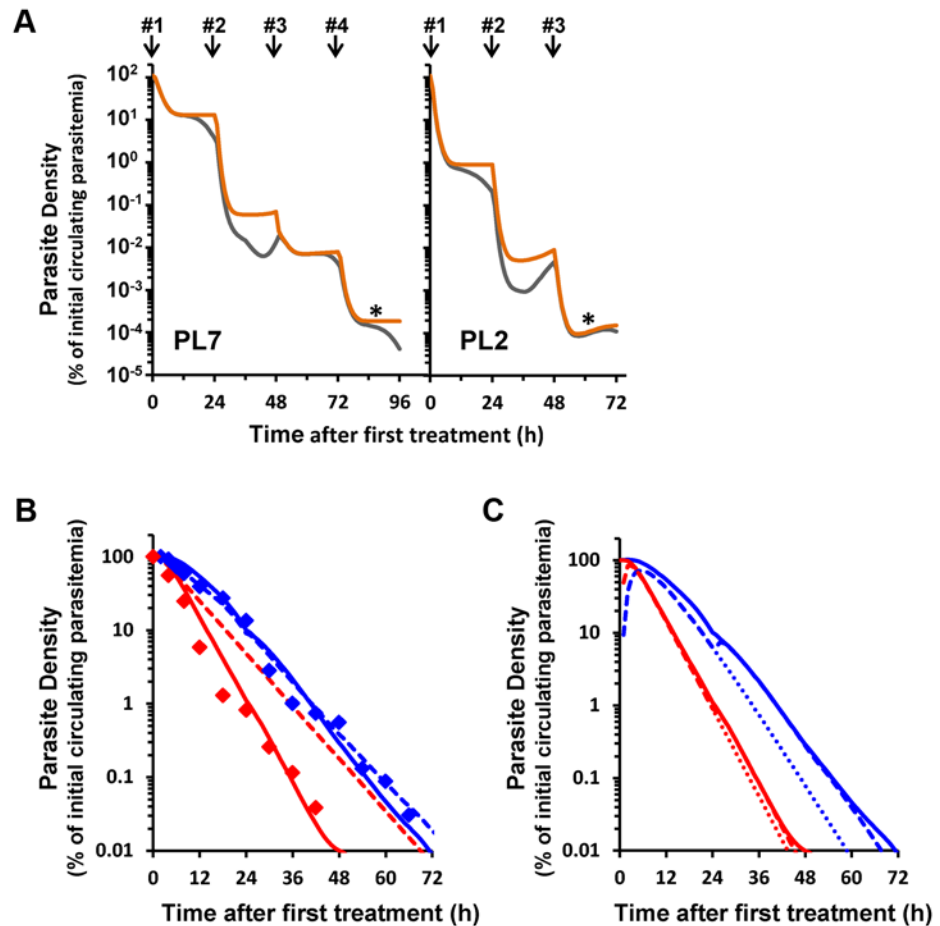 A
#1 #2 #3 #4 #1 #2 #3
Parasite Density
(% of initial circulating parasitemia)
10²
10¹
10⁰
10⁻¹
10⁻²
10⁻³
10⁻⁴
10⁻⁵
* *
PL7 PL2
0 24 48 72 96 0 24 48 72
Time after first treatment (h)
B
Parasite Density
(% of initial circulating parasitemia)
100
10
1
0.1
0.01
0 12 24 36 48 60 72
Time after first treatment (h)
C
Parasite Density
(% of initial circulating parasitemia)
100
10
1
0.1
0.01
0 12 24 36 48 60 72
Time after first treatment (h)